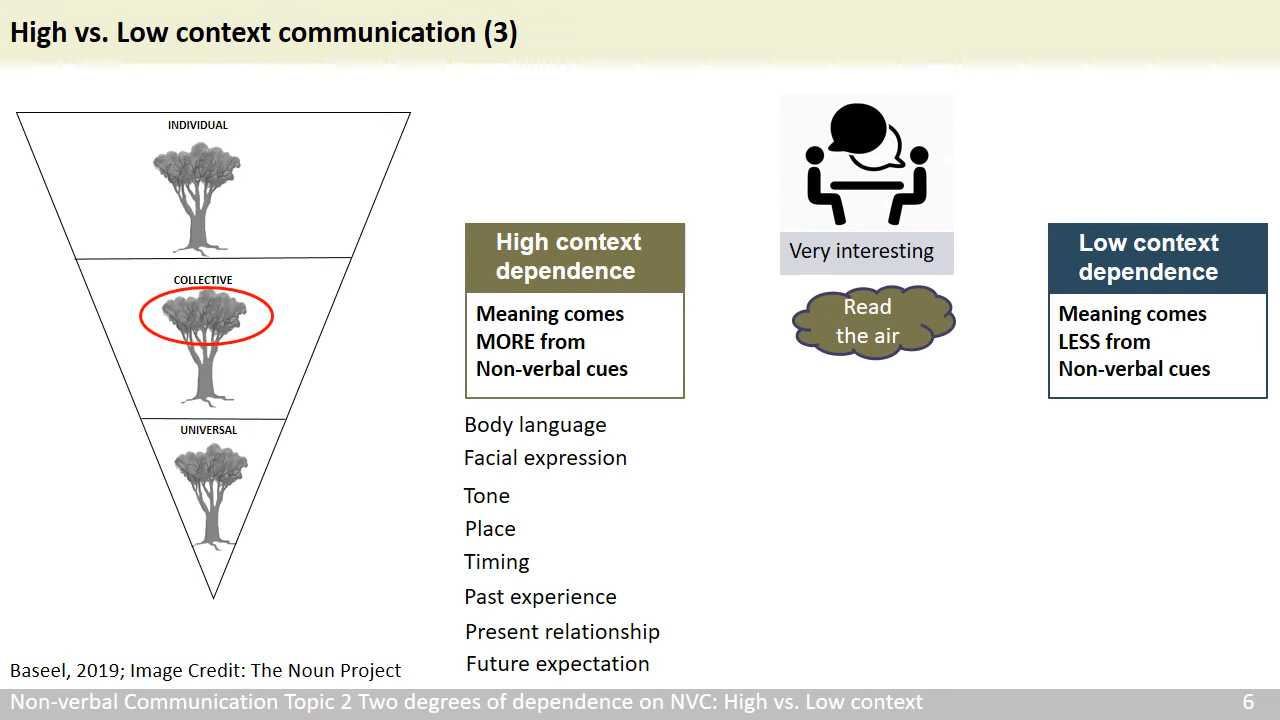 High vs. Low context communication (3)
INDIVIDUAL
COLLECTIVE
UNIVERSAL
High context
dependence
Meaning comes
MORE from
Non-verbal cues
Body language
Facial expression
Tone
Place
Timing
Past experience
Present relationship
Future expectation
Very interesting
Read
the air
Low context
dependence
Meaning comes
LESS from
Non-verbal cues
Baseel, 2019; Image Credit: The Noun Project
Non-verbal Communication Topic 2 Two degrees of dependence on NVC: High vs. Low context
6